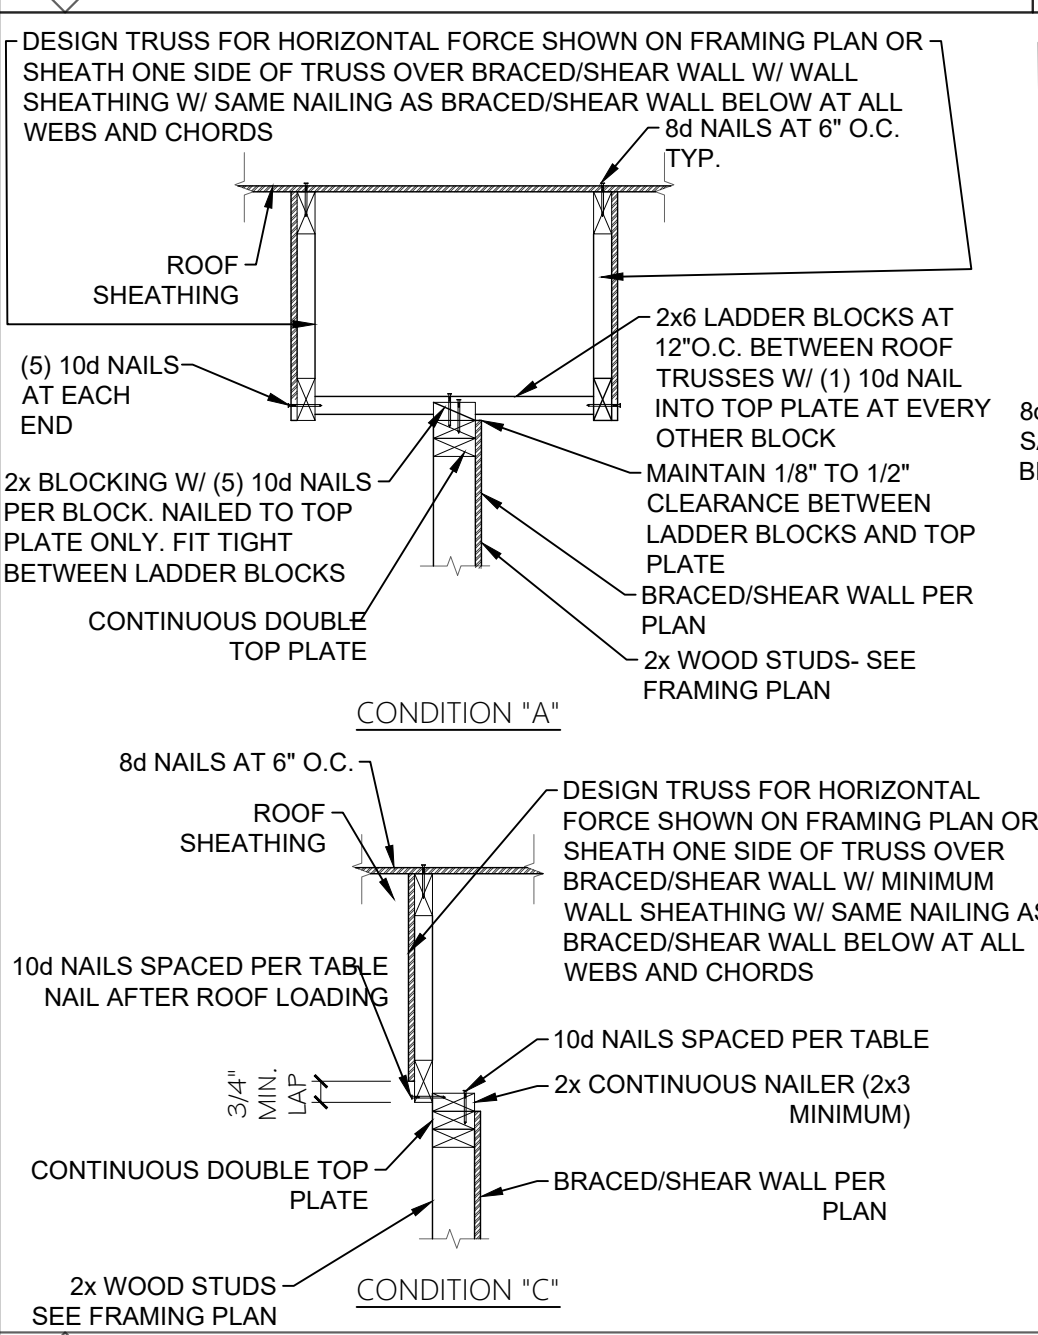 DESIGN TRUSS FOR HORIZONTAL FORCE SHOWN ON FRAMING PLAN OR
SHEATH ONE SIDE OF TRUSS OVER BRACED/SHEAR WALL W/ WALL
SHEATHING W/ SAME NAILING AS BRACED/SHEAR WALL BELOW AT ALL
WEBS AND CHORDS
8d NAILS AT 6" O.C.
TYP.
ROOF
SHEATHING
(5) 10d NAILS
AT EACH
END
2x6 LADDER BLOCKS AT
12"O.C. BETWEEN ROOF
TRUSSES W/ (1) 10d NAIL
INTO TOP PLATE AT EVERY
OTHER BLOCK
2x BLOCKING W/ (5) 10d NAILS
PER BLOCK. NAILED TO TOP
PLATE ONLY. FIT TIGHT
BETWEEN LADDER BLOCKS
MAINTAIN 1/8" TO 1/2"
CLEARANCE BETWEEN
LADDER BLOCKS AND TOP
PLATE
CONTINUOUS DOUBLE
TOP PLATE
BRACED/SHEAR WALL PER
PLAN
2x WOOD STUDS- SEE
FRAMING PLAN
CONDITION "A"
8d NAILS AT 6" O.C.
ROOF
SHEATHING
DESIGN TRUSS FOR HORIZONTAL
FORCE SHOWN ON FRAMING PLAN OR
SHEATH ONE SIDE OF TRUSS OVER
BRACED/SHEAR WALL W/ MINIMUM
WALL SHEATHING W/ SAME NAILING AS
BRACED/SHEAR WALL BELOW AT ALL
WEBS AND CHORDS
10d NAILS SPACED PER TABLE
NAIL AFTER ROOF LOADING
3/4"
MIN.
LAP
10d NAILS SPACED PER TABLE
2x CONTINUOUS NAILER (2x3
MINIMUM)
CONTINUOUS DOUBLE TOP
PLATE
BRACED/SHEAR WALL PER
PLAN
2x WOOD STUDS
SEE FRAMING PLAN
CONDITION "C"